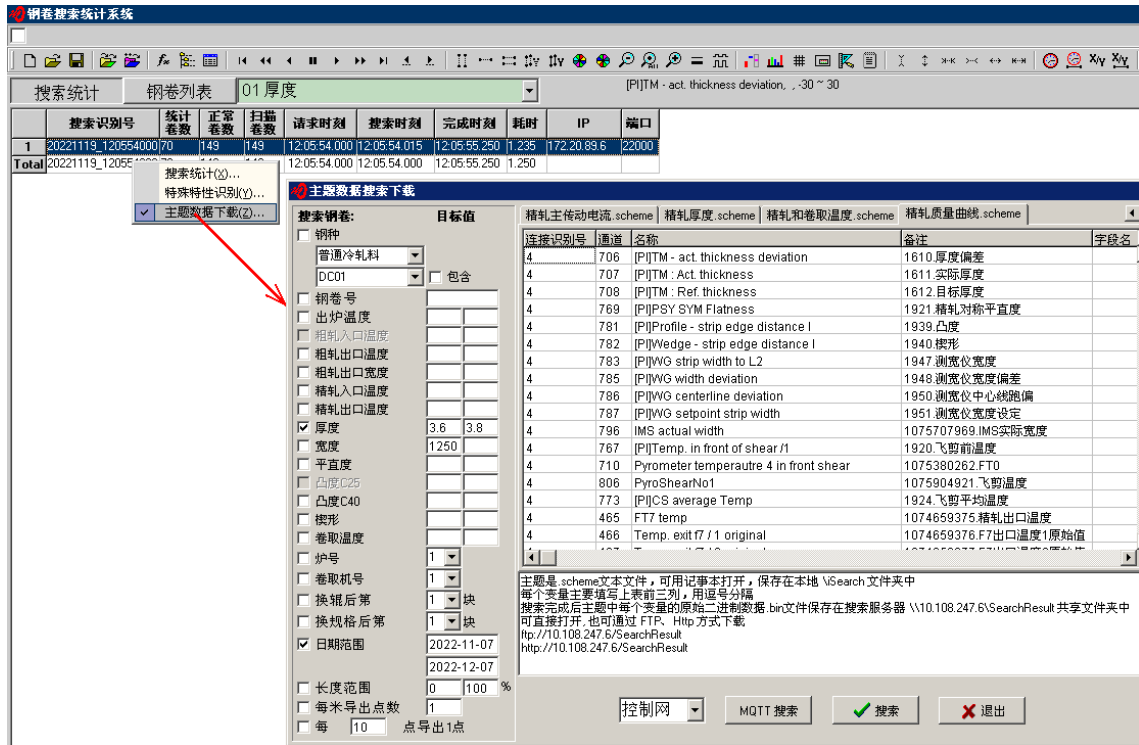 钢卷搜索统计系统
搜索统计 钢卷列表 01 厚度 [PI]TM - act. thickness deviation, , -30 ~ 30
搜索识别号 统计卷数 正常卷数 扫描卷数 请求时刻 搜索时刻 完成时刻 耗时 IP 端口
1 20221119_120554000 70 149 149 12:05:54.000 12:05:54.015 12:05:55.250 1.235 172.20.89.6 22000
Total 20221119_12055 12:05:54.000 12:05:54.000 12:05:55.250 1.250
搜索统计(X)...
特殊特性识别(Y)...
主题数据下载(Z)...
主题数据搜索下载
搜索钢卷: 目标值
钢种
普通冷轧料
DC01 包含
钢卷号
出炉温度
粗轧入口温度
粗轧出口温度
粗轧出口宽度
精轧入口温度
精轧出口温度
厚度 3.6 3.8
宽度 1250
平直度
凸度C25
凸度C40
楔形
卷取温度
炉号 1
卷取机号 1
换辊后第 1 块
换规格后第 1 块
日期范围 2022-11-07
2022-12-07
长度范围 0 100 %
每米导出点数 1
每 10 点导出1点
精轧主传动电流.scheme 精轧厚度.scheme 精轧和卷取温度.scheme 精轧质量曲线.scheme
连接识别号 通道 名称 备注 字段名
4 706 [PI]TM - act. thickness deviation 1610.厚度偏差
4 707 [PI]TM : Act. thickness 1611.实际厚度
4 708 [PI]TM : Ref. thickness 1612.目标厚度
4 769 [PI]PSY SYM Flatness 1921.精轧对称平直度
4 781 [PI]Profile - strip edge distance I 1939.凸度
4 782 [PI]Wedge - strip edge distance I 1940.楔形
4 783 [PI]WG strip width to L2 1947.测宽仪宽度
4 785 [PI]WG width deviation 1948.测宽仪宽度偏差
4 786 [PI]WG centerline deviation 1950.测宽仪中心线跑偏
4 787 [PI]WG setpoint strip width 1951.测宽仪宽度设定
4 796 IMS actual width 1075707969.IMS实际宽度
4 767 [PI]Temp. in front of shear /1 1920.飞剪前温度
4 710 Pyrometer temperautre 4 in front shear 1075380262.FT0
4 806 PyroShearNo1 1075904921.飞剪温度
4 773 [PI]CS average Temp 1924.飞剪平均温度
4 465 FT7 temp 1074659375.精轧出口温度
4 466 Temp. exit f7 / 1 original 1074659376.F7出口温度1原始值
主题是.scheme文本文件，可用记事本打开，保存在本地 \iSearch 文件夹中
每个变量主要填写上表前三列，用逗号分隔
搜索完成后主题中每个变量的原始二进制数据.bin文件保存在搜索服务器 \\10.108.247.6\SearchResult 共享文件夹中
可直接打开,也可通过 FTP、Http 方式下载
ftp://10.108.247.6/SearchResult
http://10.108.247.6/SearchResult
控制网 MQTT 搜索 搜索 退出